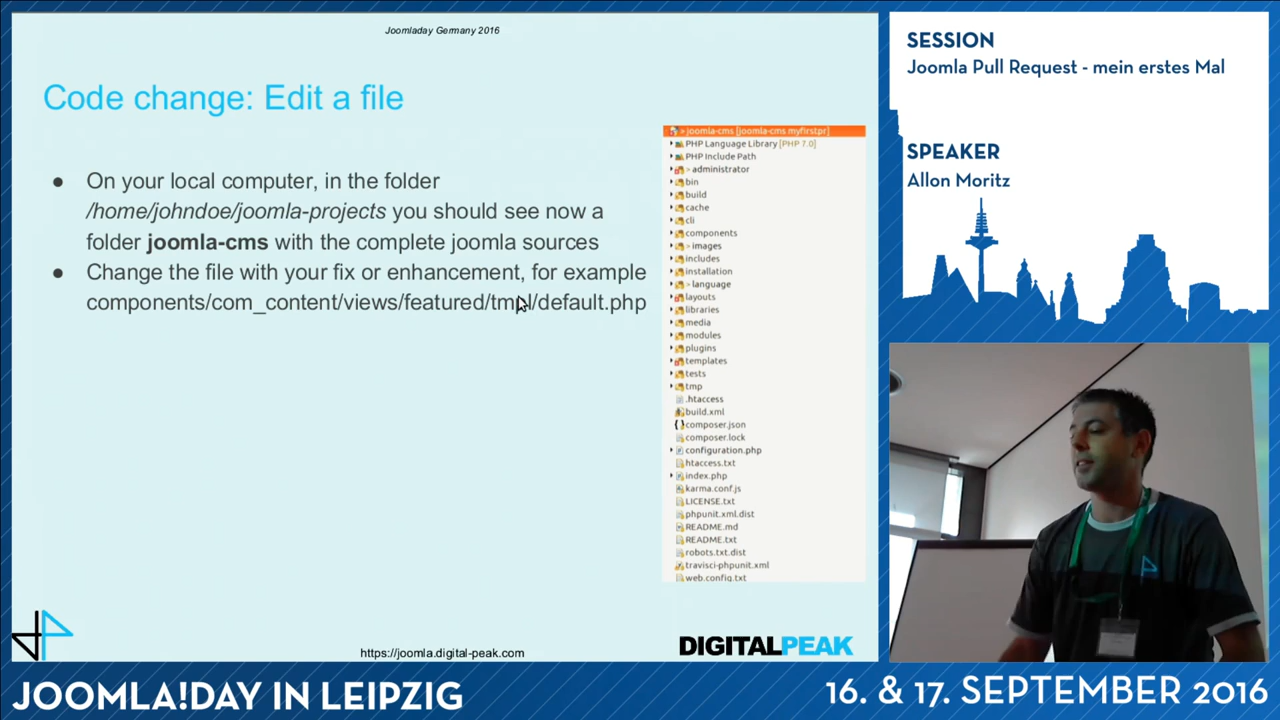 Joomladay Germany 2016
Code change: Edit a file
● On your local computer, in the folder
/home/johndoe/joomla-projects you should see now a
folder joomla-cms with the complete joomla sources
● Change the file with your fix or enhancement, for example
components/com_content/views/featured/tmpl/default.php
> joomla-cms [joomla-cms myfirstpr]
PHP Language Library [PHP 7.0]
PHP Include Path
> administrator
bin
build
cache
cli
components
> images
includes
installation
> language
layouts
libraries
media
modules
plugins
templates
tests
tmp
.htaccess
build.xml
composer.json
composer.lock
configuration.php
htaccess.txt
index.php
karma.conf.js
LICENSE.txt
phpunit.xml.dist
README.md
README.txt
robots.txt.dist
travisci-phpunit.xml
web.config.txt
https://joomla.digital-peak.com
DIGITALPEAK
SESSION
Joomla Pull Request - mein erstes Mal
SPEAKER
Allon Moritz
JOOMLA!DAY IN LEIPZIG
16. & 17. SEPTEMBER 2016